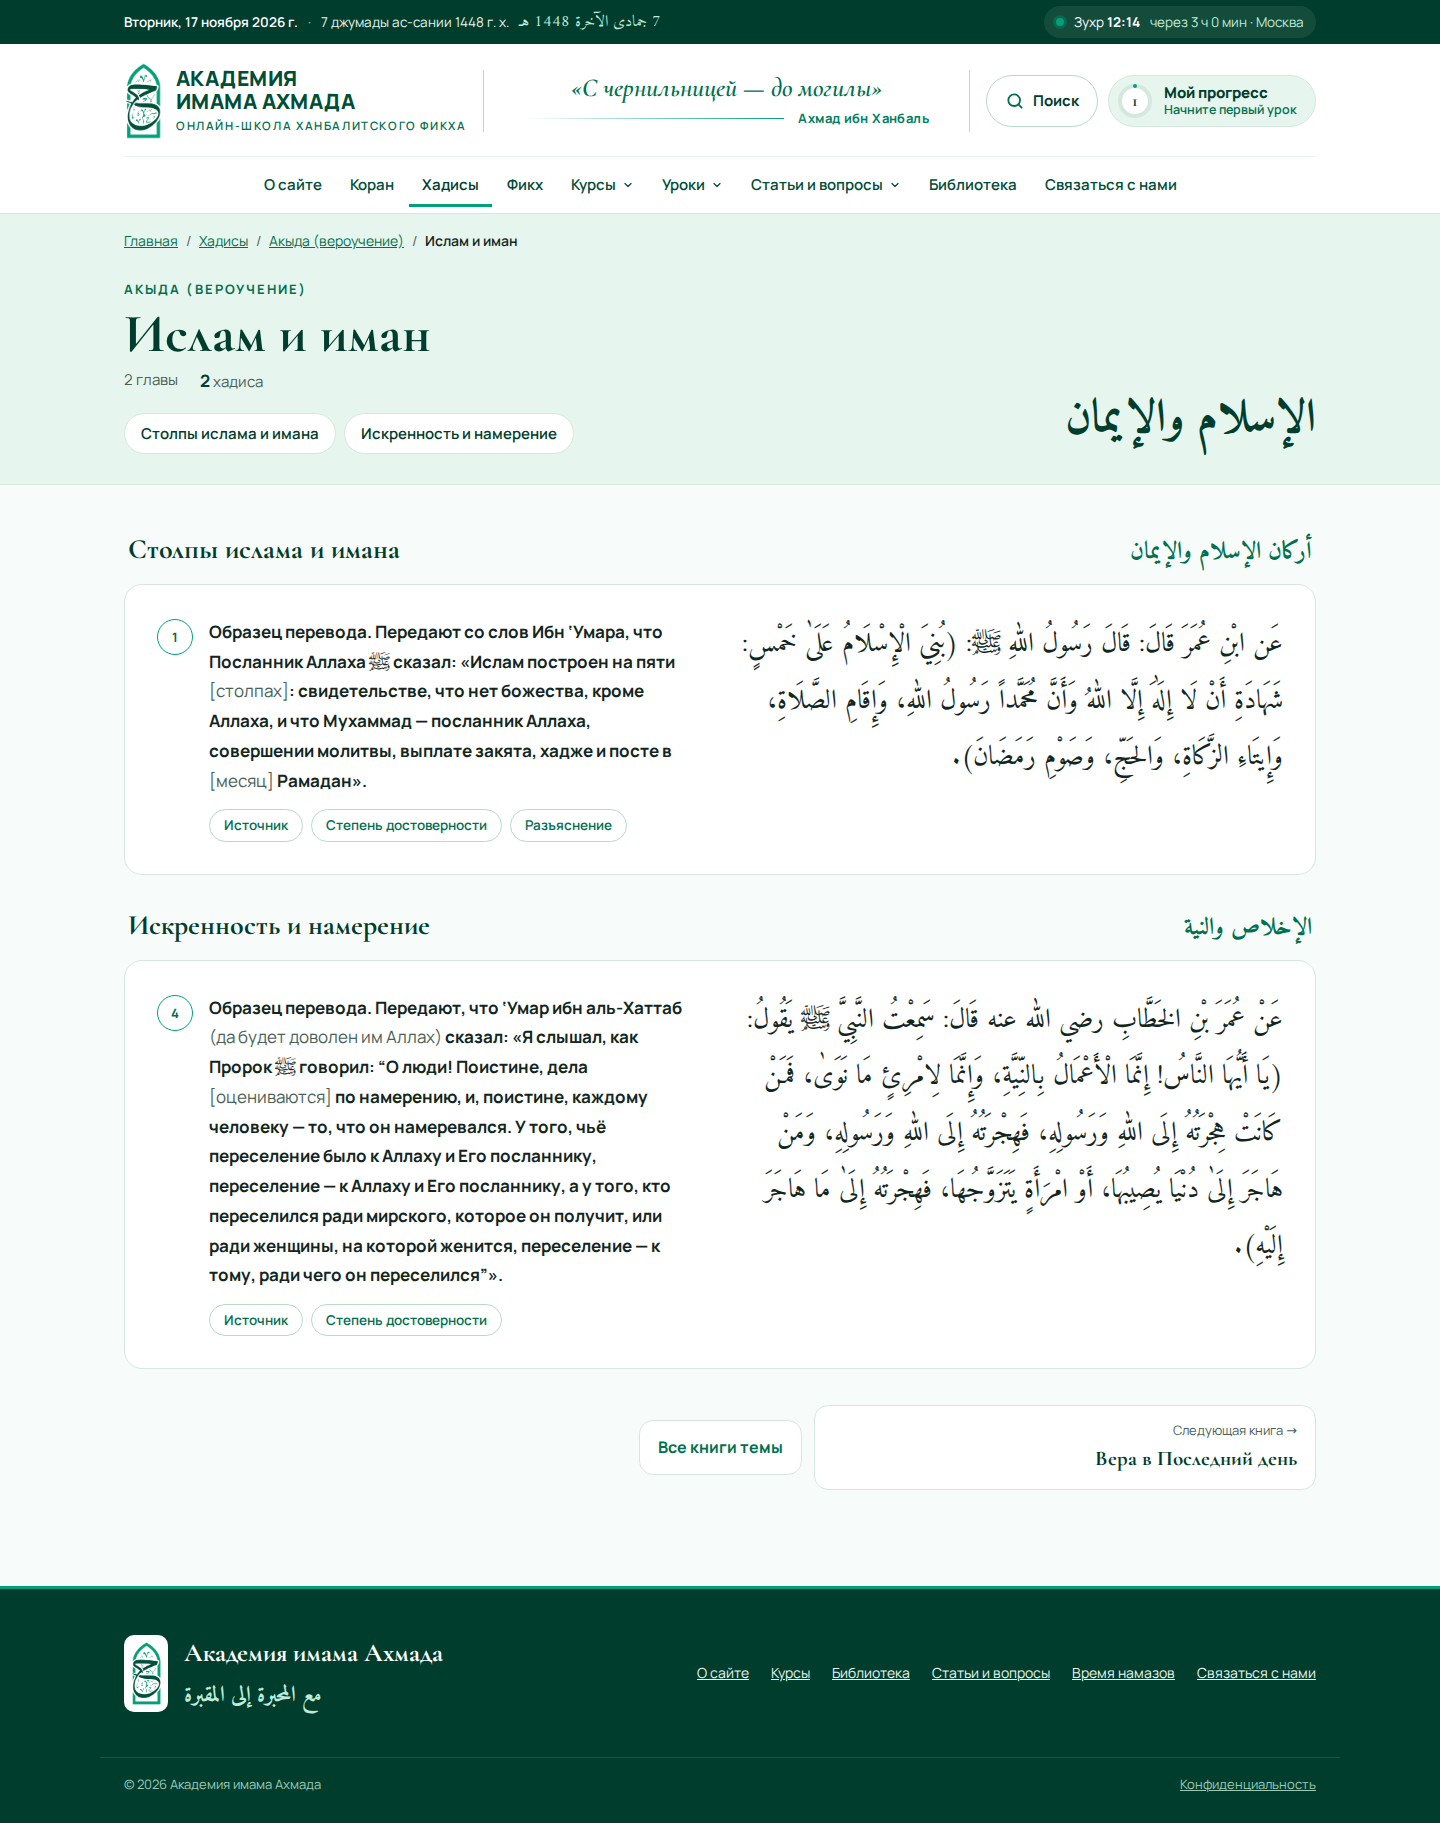 Вторник, 17 ноября 2026 г. · 7 джумады ас-сании 1448 г. х. 7 جمادى الآخرة 1448 هـ
Зухр 12:14 через 3 ч 0 мин · Москва
АКАДЕМИЯ
ИМАМА АХМАДА
ОНЛАЙН-ШКОЛА ХАНБАЛИТСКОГО ФИКХА
«С чернильницей — до могилы»
Ахмад ибн Ханбаль
Поиск
1
Мой прогресс
Начните первый урок
О сайте Коран Хадисы Фикх Курсы Уроки Статьи и вопросы Библиотека Связаться с нами
Главная / Хадисы / Акыда (вероучение) / Ислам и иман
АКЫДА (ВЕРОУЧЕНИЕ)
Ислам и иман
2 главы 2 хадиса
Столпы ислама и имана Искренность и намерение
الإسلام والإيمان
Столпы ислама и имана
أركان الإسلام والإيمان
1
Образец перевода. Передают со слов Ибн ‘Умара, что
Посланник Аллаха ﷺ сказал: «Ислам построен на пяти
[столпах]: свидетельстве, что нет божества, кроме
Аллаха, и что Мухаммад — посланник Аллаха,
совершении молитвы, выплате закята, хадже и посте в
[месяц] Рамадан».
Источник Степень достоверности Разъяснение
عَن ابْنِ عُمَرَ قَالَ: قَالَ رَسُولُ اللهِ ﷺ: (بُنِيَ الْإِسْلَامُ عَلَىٰ خَمْسٍ:
شَهَادَةِ أَنْ لَا إِلَٰهَ إِلَّا اللهُ وَأَنَّ مُحَمَّداً رَسُولُ اللهِ، وَإِقَامِ الصَّلَاةِ،
وَإِيتَاءِ الزَّكَاةِ، وَالحَجِّ، وَصَوْمِ رَمَضَانَ).
Искренность и намерение
الإخلاص والنية
4
Образец перевода. Передают, что ‘Умар ибн аль-Хаттаб
(да будет доволен им Аллах) сказал: «Я слышал, как
Пророк ﷺ говорил: “О люди! Поистине, дела
[оцениваются] по намерению, и, поистине, каждому
человеку — то, что он намеревался. У того, чьё
переселение было к Аллаху и Его посланнику,
переселение — к Аллаху и Его посланнику, а у того, кто
переселился ради мирского, которое он получит, или
ради женщины, на которой женится, переселение — к
тому, ради чего он переселился”».
Источник Степень достоверности
عَنْ عُمَرَ بْنِ الخَطَّابِ رضي الله عنه قَالَ: سَمِعْتُ النَّبِيَّ ﷺ يَقُولُ:
(يَا أَيُّهَا النَّاسُ! إِنَّمَا الْأَعْمَالُ بِالنِّيَّةِ، وَإِنَّمَا لِامْرِئٍ مَا نَوَىٰ، فَمَنْ
كَانَتْ هِجْرَتُهُ إِلَى اللهِ وَرَسُولِهِ، فَهِجْرَتُهُ إِلَى اللهِ وَرَسُولِهِ، وَمَنْ
هَاجَرَ إِلَىٰ دُنْيَا يُصِيبُهَا، أَوْ امْرَأَةٍ يَتَزَوَّجُهَا، فَهِجْرَتُهُ إِلَىٰ مَا هَاجَرَ
إِلَيْهِ).
Все книги темы
Следующая книга →
Вера в Последний день
Академия имама Ахмада
مع المحبرة إلى المقبرة
О сайте Курсы Библиотека Статьи и вопросы Время намазов Связаться с нами
© 2026 Академия имама Ахмада
Конфиденциальность